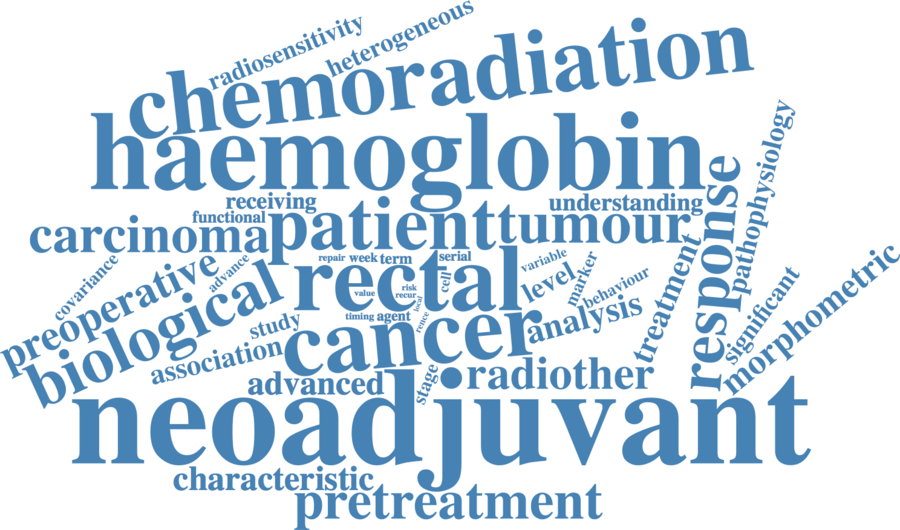 radiosensitivity
heterogeneous
chemoradiation
haemoglobin
pathophysiology
response
receiving
understanding
functional
patient
tumour
carcinoma
repair
week
term
serial
variable
covariance
advance
preoperative
rectal
cell
level
marker
behaviour
treatment
value
risk
recur
local
rence
timing
agent
biological
study
cancer
analysis
significant
morphometric
association
advanced
stage
radiother
neoadjuvant
characteristic
pretreatment